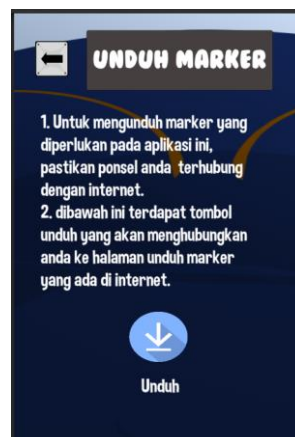 UNDUH MARKER
1. Untuk mengunduh marker yang
diperlukan pada aplikasi ini,
pastikan ponsel anda terhubung
dengan internet.
2. dibawah ini terdapat tombol
unduh yang akan menghubungkan
anda ke halaman unduh marker
yang ada di internet.
Unduh